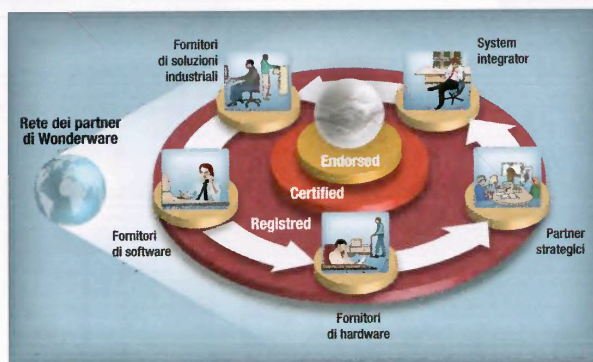 Fornitori
di soluzioni
industriali
System
integrator
Rete dei partner
di Wonderware
Endorsed
Certified
Registred
Fornitori
di software
Partner
strategici
Fornitori
di hardware